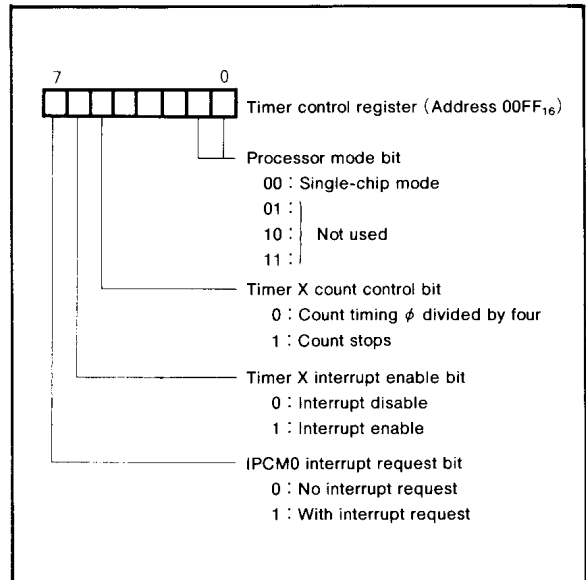 7 0
Timer control register (Address 00FF₁₆)
Processor mode bit
00 : Single-chip mode
01 :
10 : Not used
11 :
Timer X count control bit
0 : Count timing φ divided by four
1 : Count stops
Timer X interrupt enable bit
0 : Interrupt disable
1 : Interrupt enable
IPCM0 interrupt request bit
0 : No interrupt request
1 : With interrupt request